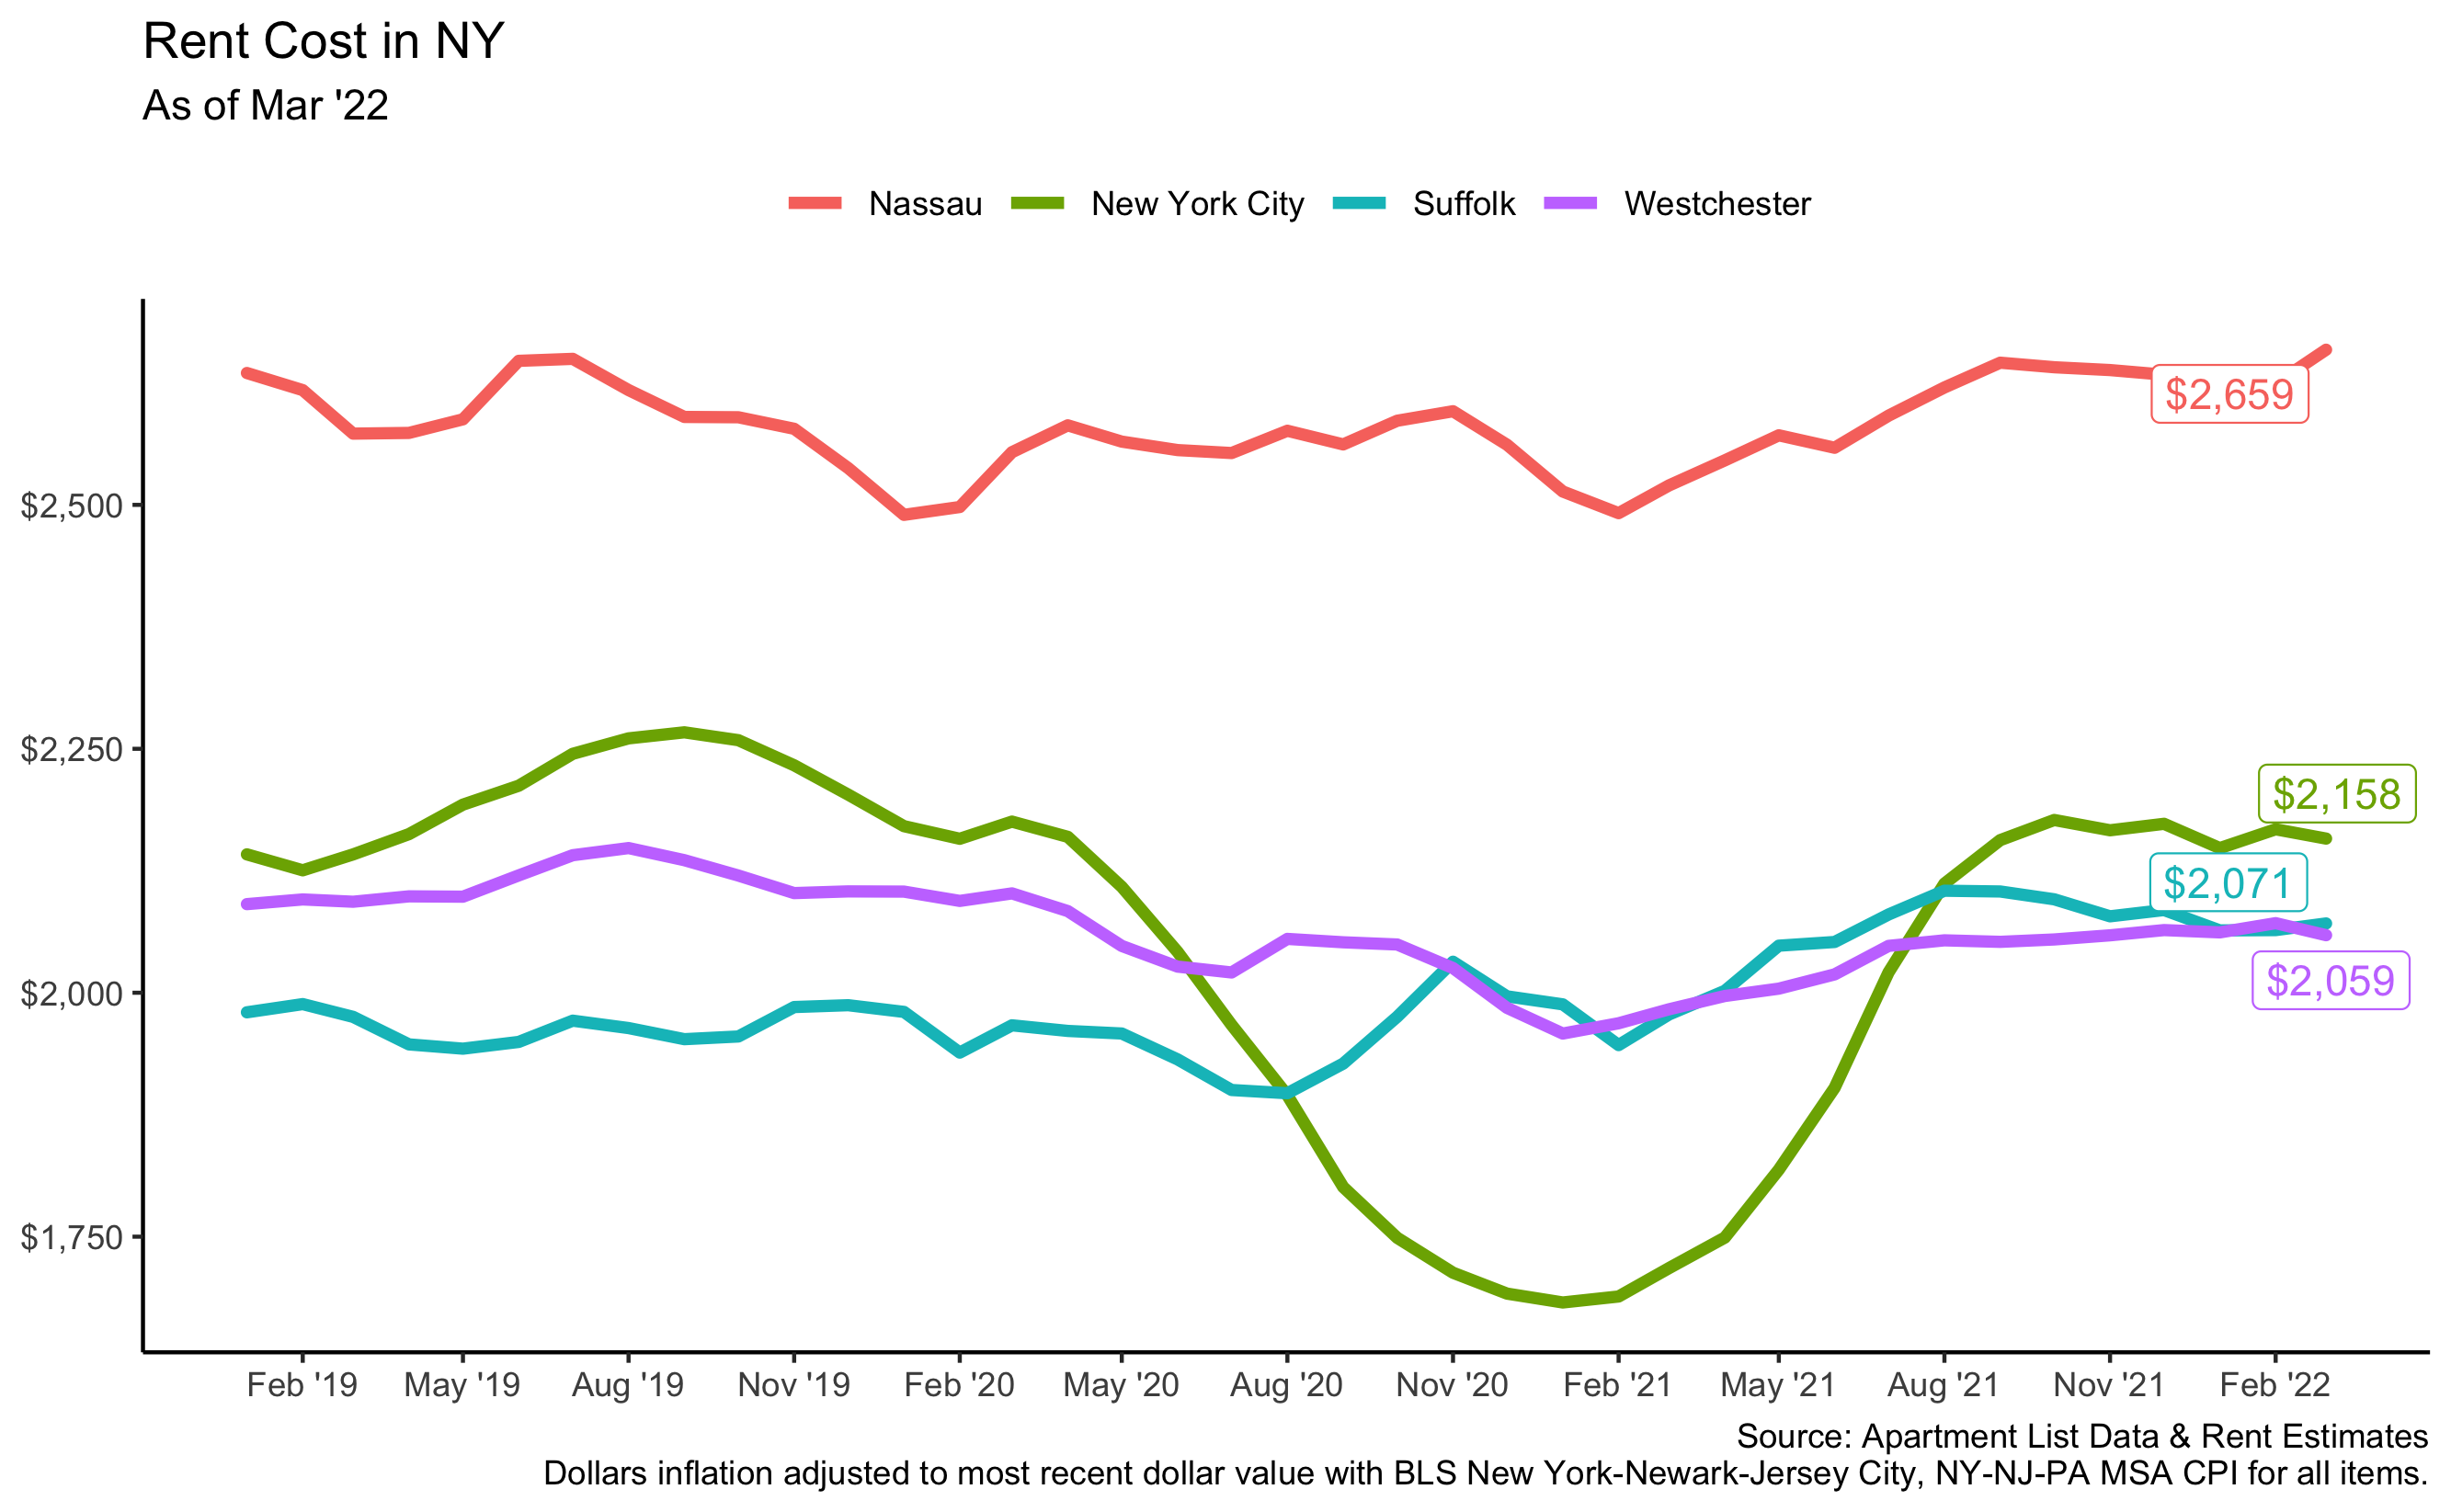 Rent Cost in NY
As of Mar '22
Nassau New York City Suffolk Westchester
$2,659
$2,500
$2,250
$2,158
$2,071
$2,059
$2,000
$1,750
Feb '19 May '19 Aug '19 Nov '19 Feb '20 May '20 Aug '20 Nov '20 Feb '21 May '21 Aug '21 Nov '21 Feb '22
Source: Apartment List Data & Rent Estimates
Dollars inflation adjusted to most recent dollar value with BLS New York-Newark-Jersey City, NY-NJ-PA MSA CPI for all items.